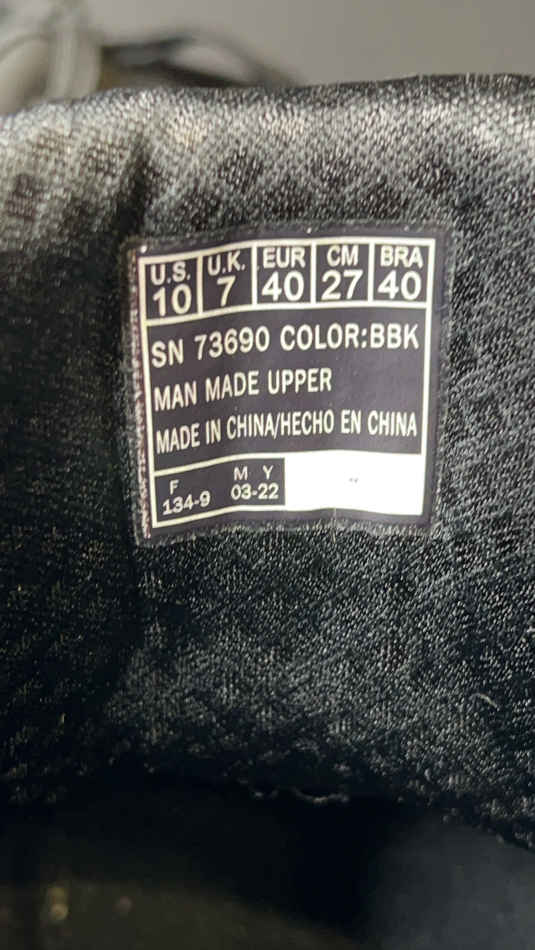 U.S. U.K. EUR CM BRA
10 7 40 27 40
SN 73690 COLOR:BBK
MAN MADE UPPER
MADE IN CHINA/HECHO EN CHINA
F M Y
134-9 03-22